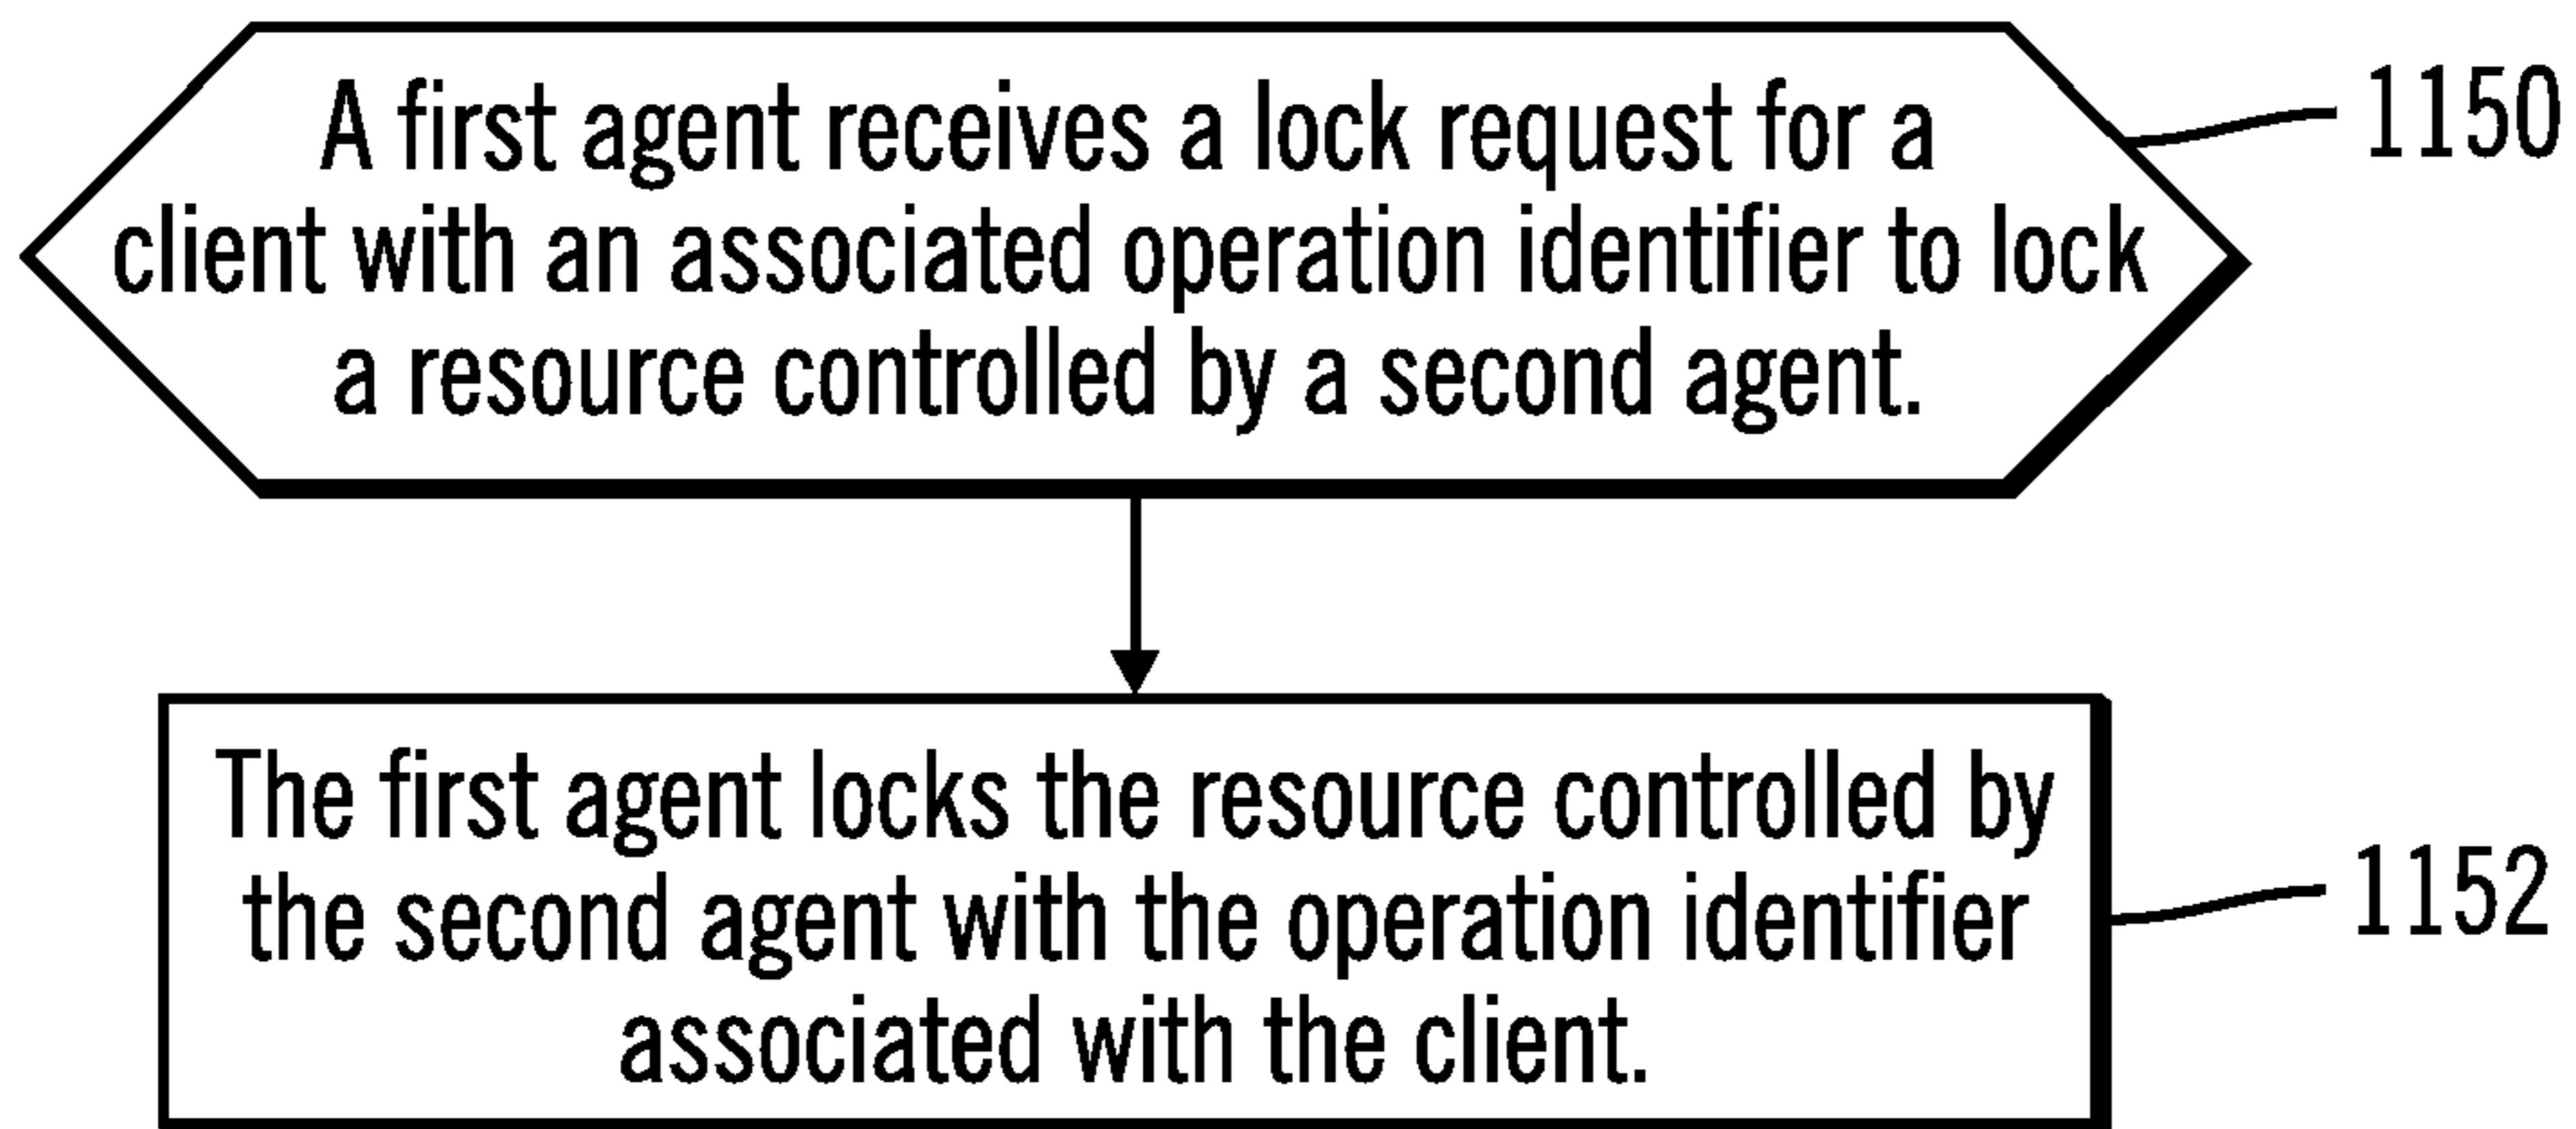 A first agent receives a lock request for a
client with an associated operation identifier to lock
a resource controlled by a second agent.
1150
The first agent locks the resource controlled by
the second agent with the operation identifier
associated with the client.
1152